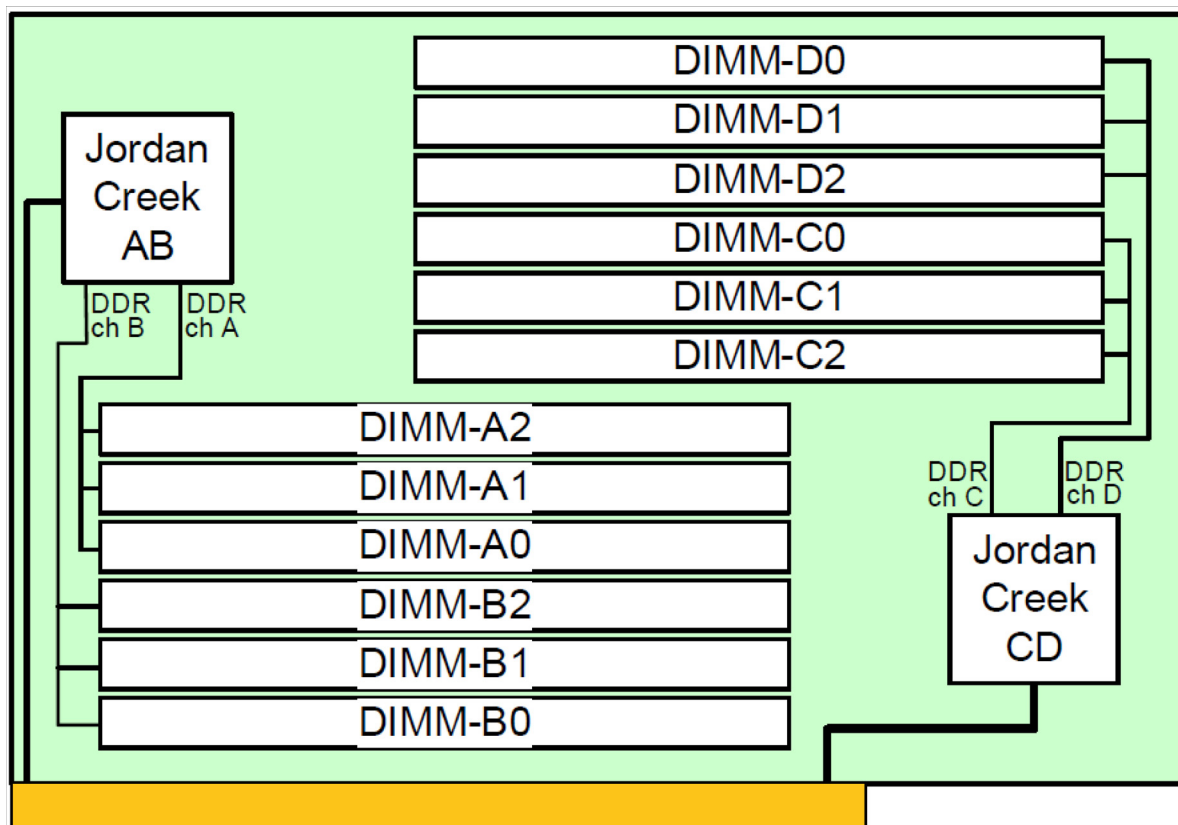 DIMM-D0
DIMM-D1
DIMM-D2
DIMM-C0
DIMM-C1
DIMM-C2
Jordan
Creek
AB
DDR
ch B
DDR
ch A
DIMM-A2
DIMM-A1
DIMM-A0
DIMM-B2
DIMM-B1
DIMM-B0
DDR
ch C
DDR
ch D
Jordan
Creek
CD